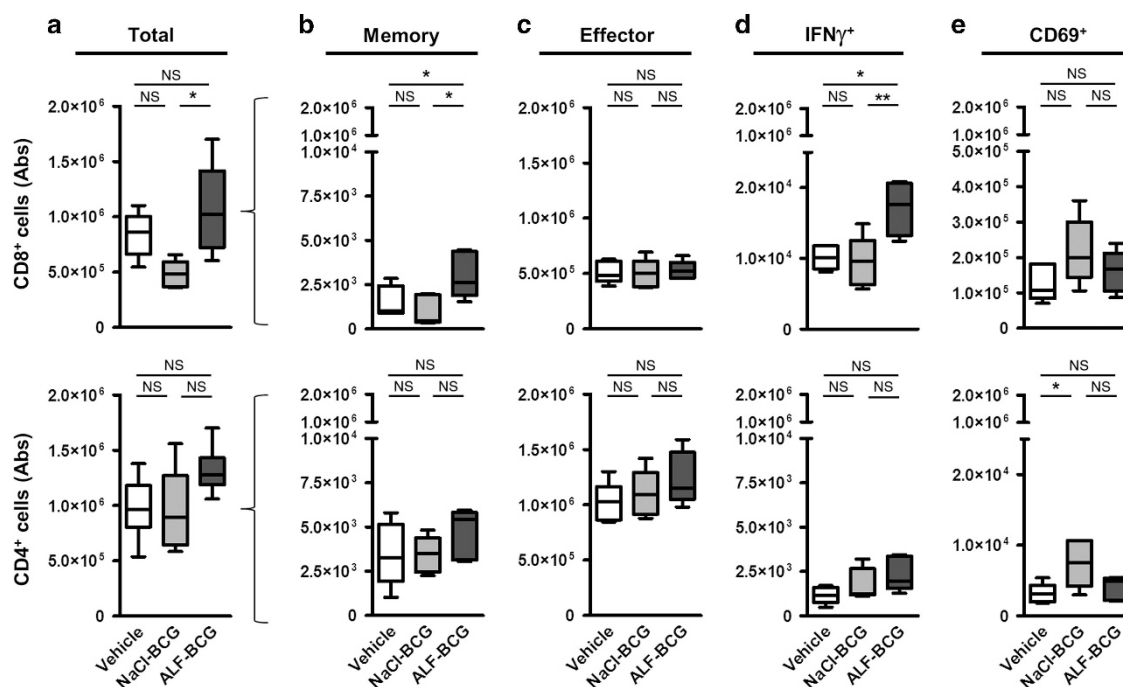 a
Total
CD8⁺ cells (Abs)
NS
NS *
2.0×10⁶
1.5×10⁶
1.0×10⁶
5.0×10⁵
0
b
Memory
*
NS *
2.0×10⁶
1.0×10⁶
1.0×10⁴
7.5×10³
5.0×10³
2.5×10³
0
c
Effector
NS
NS NS
2.0×10⁶
1.5×10⁶
1.0×10⁶
5.0×10⁵
0
d
IFNγ⁺
*
NS **
2.0×10⁶
1.0×10⁶
2.0×10⁴
1.0×10⁴
0
e
CD69⁺
NS
NS NS
2.0×10⁶
1.0×10⁶
5.0×10⁵
4.0×10⁵
3.0×10⁵
2.0×10⁵
1.0×10⁵
0
CD4⁺ cells (Abs)
NS
NS NS
2.0×10⁶
1.5×10⁶
1.0×10⁶
5.0×10⁵
0
Vehicle
NaCl-BCG
ALF-BCG
NS
NS NS
2.0×10⁶
1.0×10⁶
1.0×10⁴
7.5×10³
5.0×10³
2.5×10³
0
Vehicle
NaCl-BCG
ALF-BCG
NS
NS NS
2.0×10⁶
1.5×10⁶
1.0×10⁶
5.0×10⁵
0
Vehicle
NaCl-BCG
ALF-BCG
NS
NS NS
2.0×10⁶
1.0×10⁶
1.0×10⁴
7.5×10³
5.0×10³
2.5×10³
0
Vehicle
NaCl-BCG
ALF-BCG
NS
* NS
2.0×10⁶
1.0×10⁶
2.0×10⁴
1.0×10⁴
0
Vehicle
NaCl-BCG
ALF-BCG